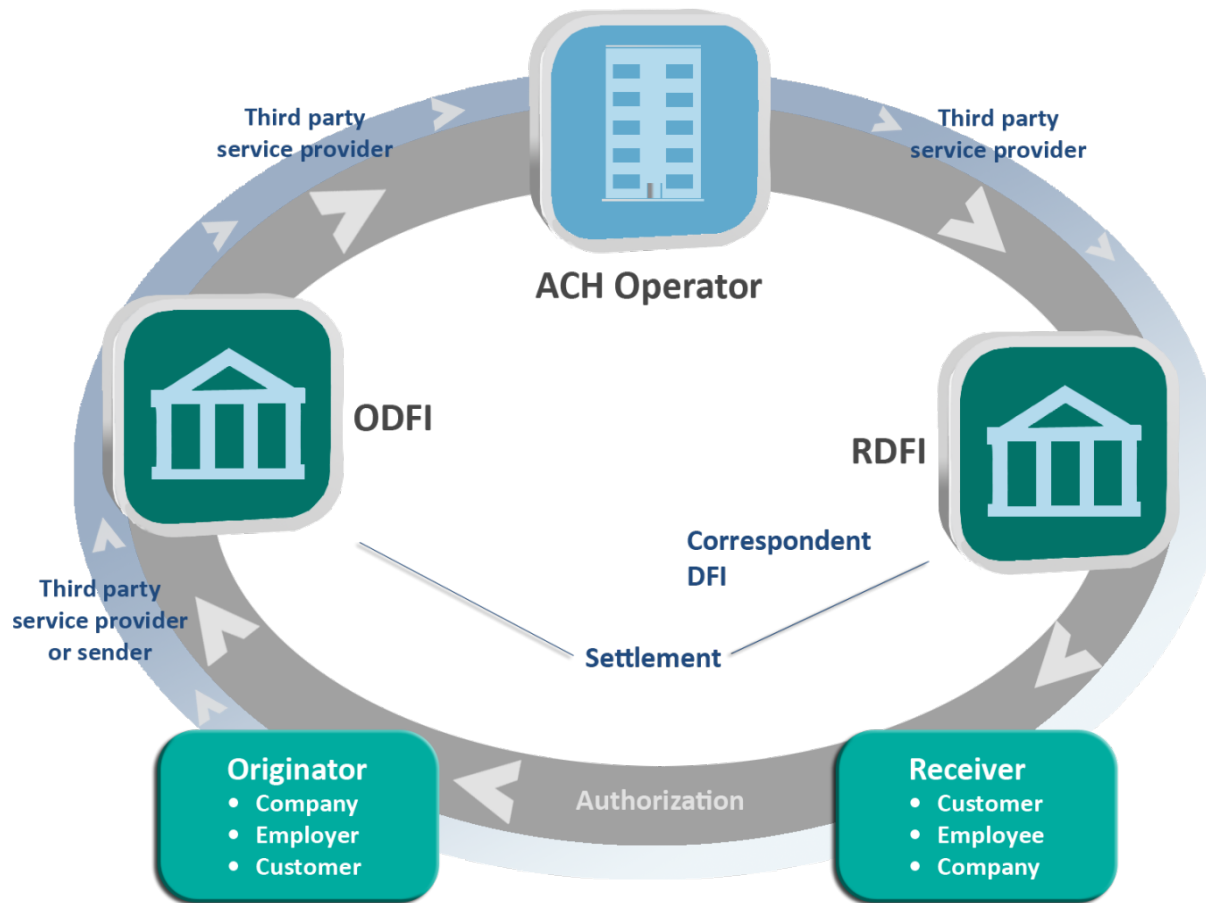 Third party
service provider
Third party
service provider
ACH Operator
ODFI
RDFI
Correspondent
DFI
Third party
service provider
or sender
Settlement
Originator
• Company
• Employer
• Customer
Authorization
Receiver
• Customer
• Employee
• Company